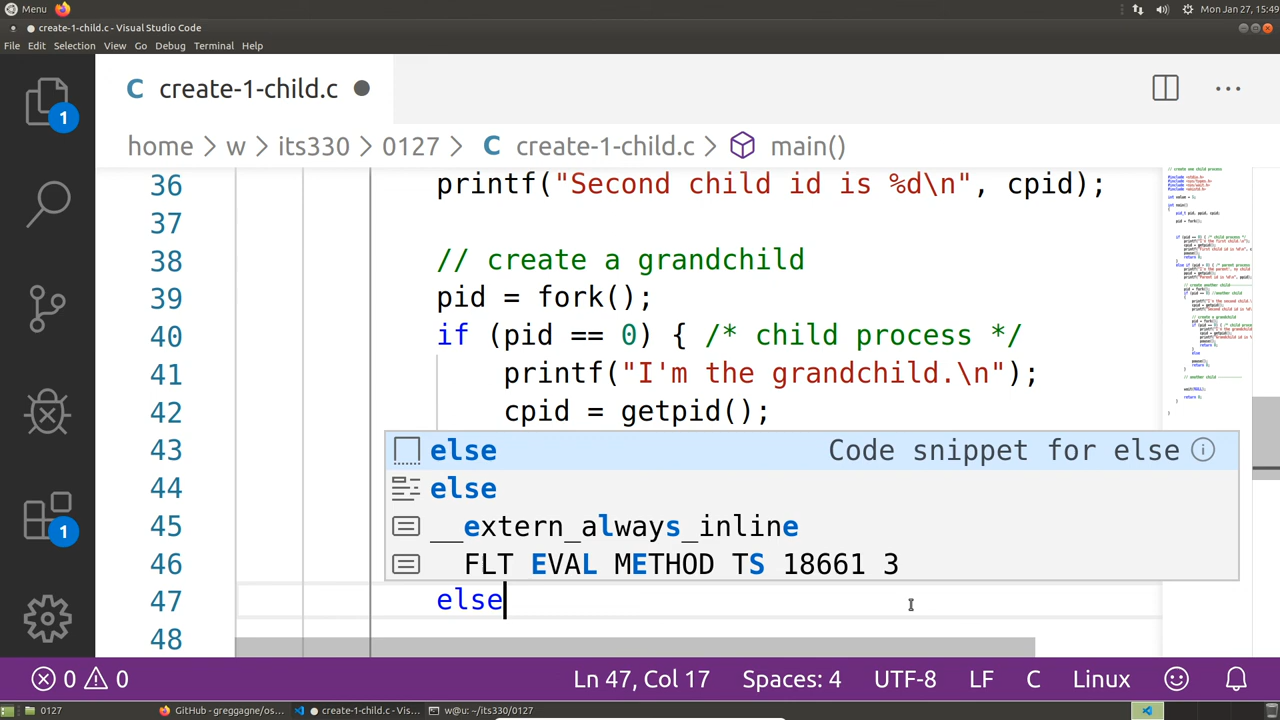 Menu
Mon Jan 27, 15:49
create-1-child.c - Visual Studio Code
File Edit Selection View Go Debug Terminal Help
1
C create-1-child.c
home > w > its330 > 0127 > C create-1-child.c > main()
36 printf("Second child id is %d\n", cpid);
37
38 // create a grandchild
39 pid = fork();
40 if (pid == 0) { /* child process */
41 printf("I'm the grandchild.\n");
42 cpid = getpid();
43 else Code snippet for else
44 else
45 __extern_always_inline
46 __FLT_EVAL_METHOD_TS_18661_3
47 else
48
1
0 0 Ln 47, Col 17 Spaces: 4 UTF-8 LF C Linux
0127 GitHub - greggagne/os... create-1-child.c - Vis... w@u: ~/its330/0127